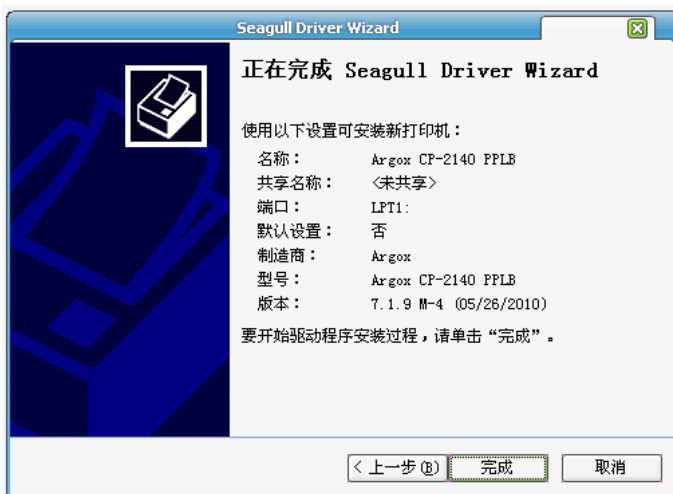 Seagull Driver Wizard
正在完成 Seagull Driver Wizard
使用以下设置可安装新打印机：
名称： Argox CP-2140 PPLB
共享名称： <未共享>
端口： LPT1:
默认设置： 否
制造商： Argox
型号： Argox CP-2140 PPLB
版本： 7.1.9 M-4 (05/26/2010)
要开始驱动程序安装过程，请单击“完成”。
< 上一步(B) 完成 取消